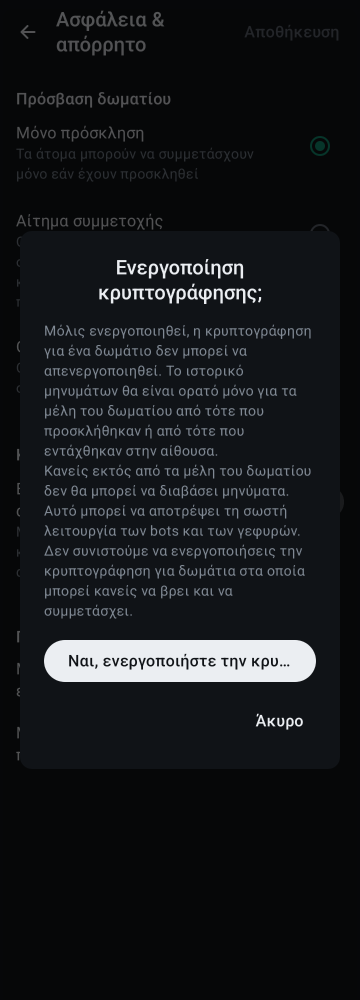 Ασφάλεια &
απόρρητο
Αποθήκευση
Πρόσβαση δωματίου
Μόνο πρόσκληση
Τα άτομα μπορούν να συμμετάσχουν
μόνο εάν έχουν προσκληθεί
Αίτημα συμμετοχής
Ενεργοποίηση
κρυπτογράφησης;
Μόλις ενεργοποιηθεί, η κρυπτογράφηση
για ένα δωμάτιο δεν μπορεί να
απενεργοποιηθεί. Το ιστορικό
μηνυμάτων θα είναι ορατό μόνο για τα
μέλη του δωματίου από τότε που
προσκλήθηκαν ή από τότε που
εντάχθηκαν στην αίθουσα.
Κανείς εκτός από τα μέλη του δωματίου
δεν θα μπορεί να διαβάσει μηνύματα.
Αυτό μπορεί να αποτρέψει τη σωστή
λειτουργία των bots και των γεφυρών.
Δεν συνιστούμε να ενεργοποιήσεις την
κρυπτογράφηση για δωμάτια στα οποία
μπορεί κανείς να βρει και να
συμμετάσχει.
Ναι, ενεργοποιήστε την κρυ...
Άκυρο